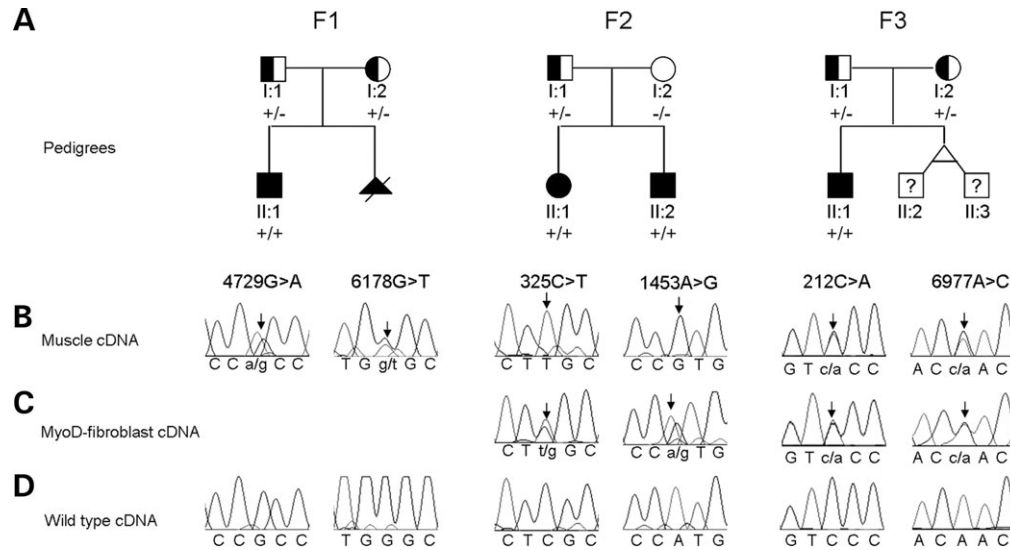 A F1 F2 F3
I:1 I:2 I:1 I:2 I:1 I:2
+/- +/- +/- -/- +/- +/-
Pedigrees
? ?
II:1 II:1 II:2 II:1 II:2 II:3
+/+ +/+ +/+ +/+
4729G>A 6178G>T 325C>T 1453A>G 212C>A 6977A>C
B Muscle cDNA
C C a/g C C T G g/t G C C T T G C C C G T G G T c/a C C A C c/a A C
C MyoD-fibroblast cDNA
C T t/g G C C C a/g T G G T c/a C C A C c/a A C
D Wild type cDNA
C C G C C T G G G C C T C G C C C A T G G T C C C A C A A C